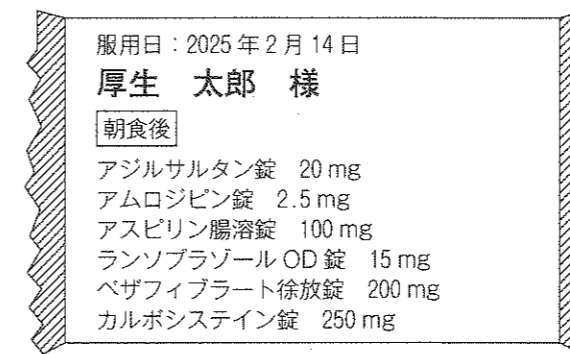 服用日：2025年2月14日
厚生　太郎　様
朝食後
アジルサルタン錠　20 mg
アムロジピン錠　2.5 mg
アスピリン腸溶錠　100 mg
ランソプラゾール OD 錠　15 mg
ベザフィブラート徐放錠　200 mg
カルボシステイン錠　250 mg